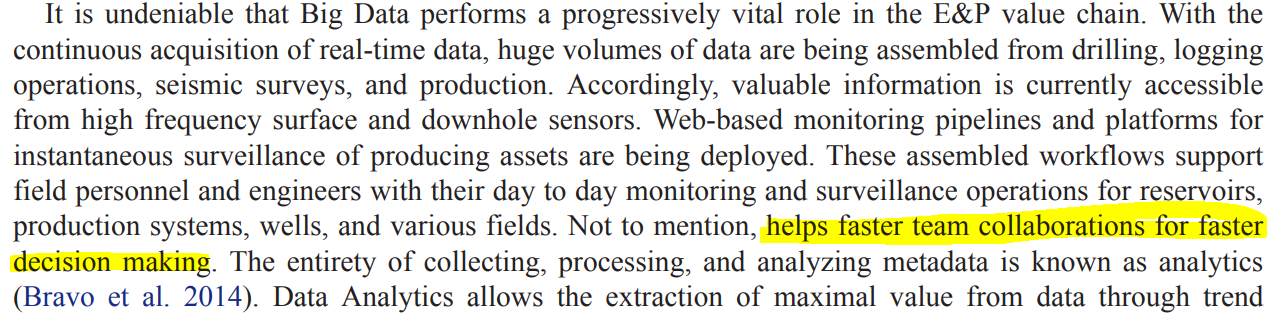 It is undeniable that Big Data performs a progressively vital role in the E&P value chain. With the
continuous acquisition of real-time data, huge volumes of data are being assembled from drilling, logging
operations, seismic surveys, and production. Accordingly, valuable information is currently accessible
from high frequency surface and downhole sensors. Web-based monitoring pipelines and platforms for
instantaneous surveillance of producing assets are being deployed. These assembled workflows support
field personnel and engineers with their day to day monitoring and surveillance operations for reservoirs,
production systems, wells, and various fields. Not to mention, helps faster team collaborations for faster
decision making. The entirety of collecting, processing, and analyzing metadata is known as analytics
(Bravo et al. 2014). Data Analytics allows the extraction of maximal value from data through trend